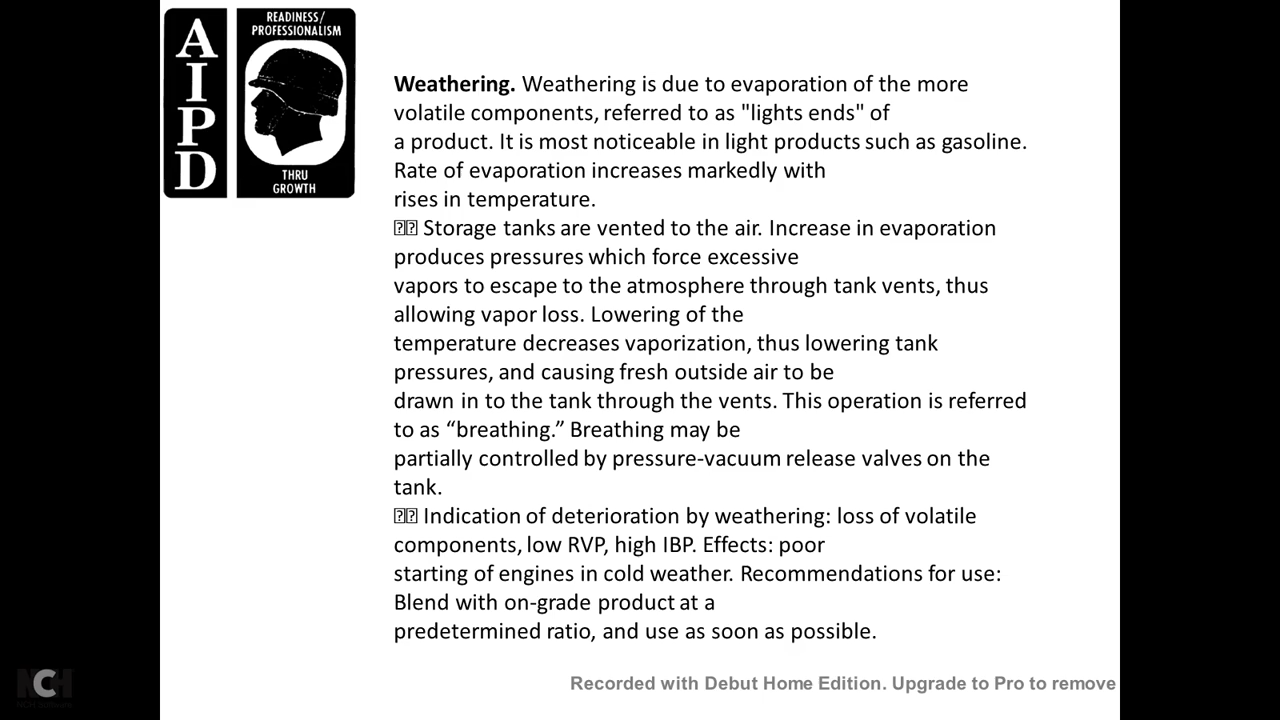 AIPD
READINESS/
PROFESSIONALISM
THRU
GROWTH
Weathering. Weathering is due to evaporation of the more
volatile components, referred to as "lights ends" of
a product. It is most noticeable in light products such as gasoline.
Rate of evaporation increases markedly with
rises in temperature.
Storage tanks are vented to the air. Increase in evaporation
produces pressures which force excessive
vapors to escape to the atmosphere through tank vents, thus
allowing vapor loss. Lowering of the
temperature decreases vaporization, thus lowering tank
pressures, and causing fresh outside air to be
drawn in to the tank through the vents. This operation is referred
to as “breathing.” Breathing may be
partially controlled by pressure-vacuum release valves on the
tank.
Indication of deterioration by weathering: loss of volatile
components, low RVP, high IBP. Effects: poor
starting of engines in cold weather. Recommendations for use:
Blend with on-grade product at a
predetermined ratio, and use as soon as possible.
NCH
Recorded with Debut Home Edition. Upgrade to Pro to remove